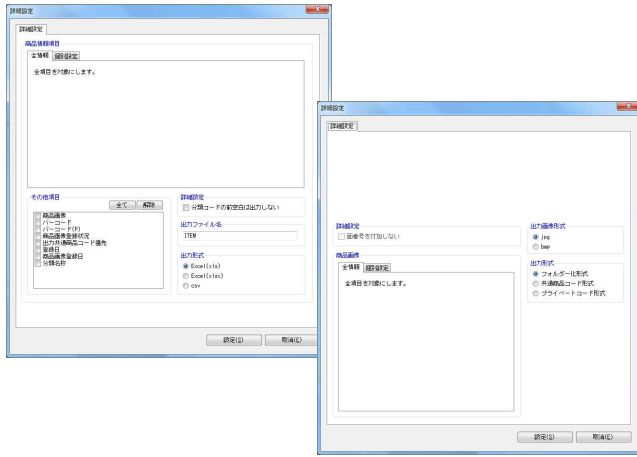 詳細設定
詳細設定
商品情報項目
全情報 個別設定
全項目を対象にします。
その他項目
全て 解除
商品画像
バーコード
バーコード(P)
商品画像登録状況
出力共通商品コード優先
登録日
商品画像登録日
分類名称
詳細設定
分類コードの前空白は出力しない
出力ファイル名
ITEM
出力形式
Excel(xls)
Excel(xlsx)
csv
設定(S) 取消(E)
詳細設定
詳細設定
詳細設定
面番号を付加しない
商品画像
全情報 個別設定
全項目を対象にします。
出力画像形式
jpg
bmp
出力形式
フォルダー化形式
共通商品コード形式
プライベートコード形式
設定(S) 取消(E)